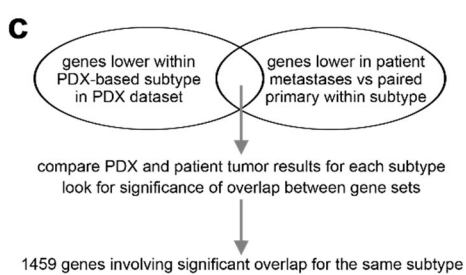 C
genes lower within
PDX-based subtype
in PDX dataset
genes lower in patient
metastases vs paired
primary within subtype
compare PDX and patient tumor results for each subtype
look for significance of overlap between gene sets
1459 genes involving significant overlap for the same subtype